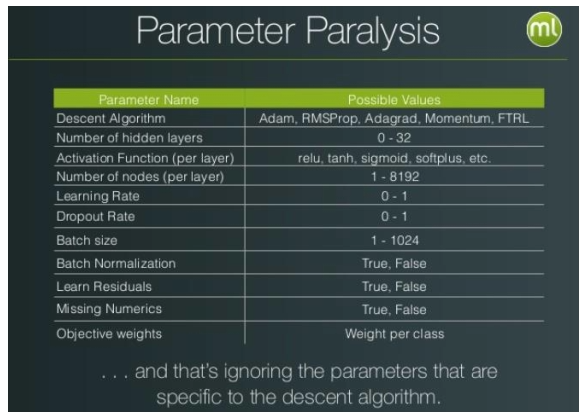 Parameter Paralysis
ml
Parameter Name Possible Values
Descent Algorithm Adam, RMSProp, Adagrad, Momentum, FTRL
Number of hidden layers 0 - 32
Activation Function (per layer) relu, tanh, sigmoid, softplus, etc.
Number of nodes (per layer) 1 - 8192
Learning Rate 0 - 1
Dropout Rate 0 - 1
Batch size 1 - 1024
Batch Normalization True, False
Learn Residuals True, False
Missing Numerics True, False
Objective weights Weight per class
. . . and that's ignoring the parameters that are
specific to the descent algorithm.